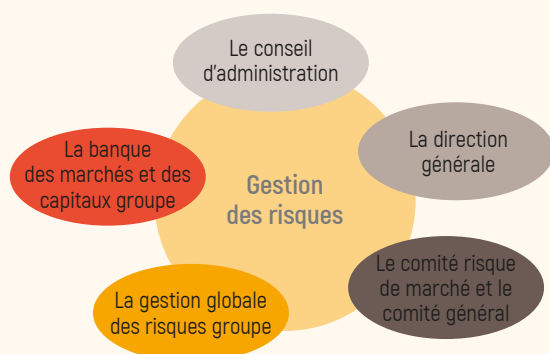 Le conseil
d'administration
La direction
générale
La banque
des marchés et des
capitaux groupe
Gestion
des risques
Le comité risque
de marché et le
comité général
La gestion globale
des risques groupe